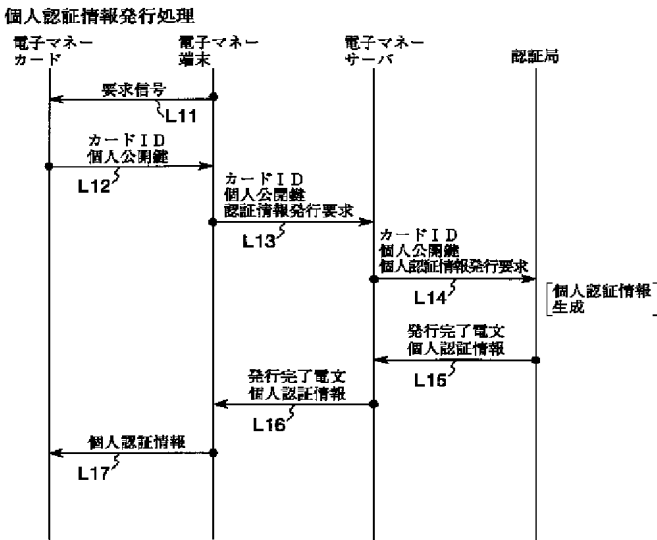 個人認証情報発行処理
電子マネー
カード
電子マネー
端末
電子マネー
サーバ
認証局
要求信号
L11
カードＩＤ
個人公開鍵
L12
カードＩＤ
個人公開鍵
認証情報発行要求
L13
カードＩＤ
個人公開鍵
個人認証情報発行要求
L14
個人認証情報
生成
発行完了電文
個人認証情報
L15
発行完了電文
個人認証情報
L16
個人認証情報
L17